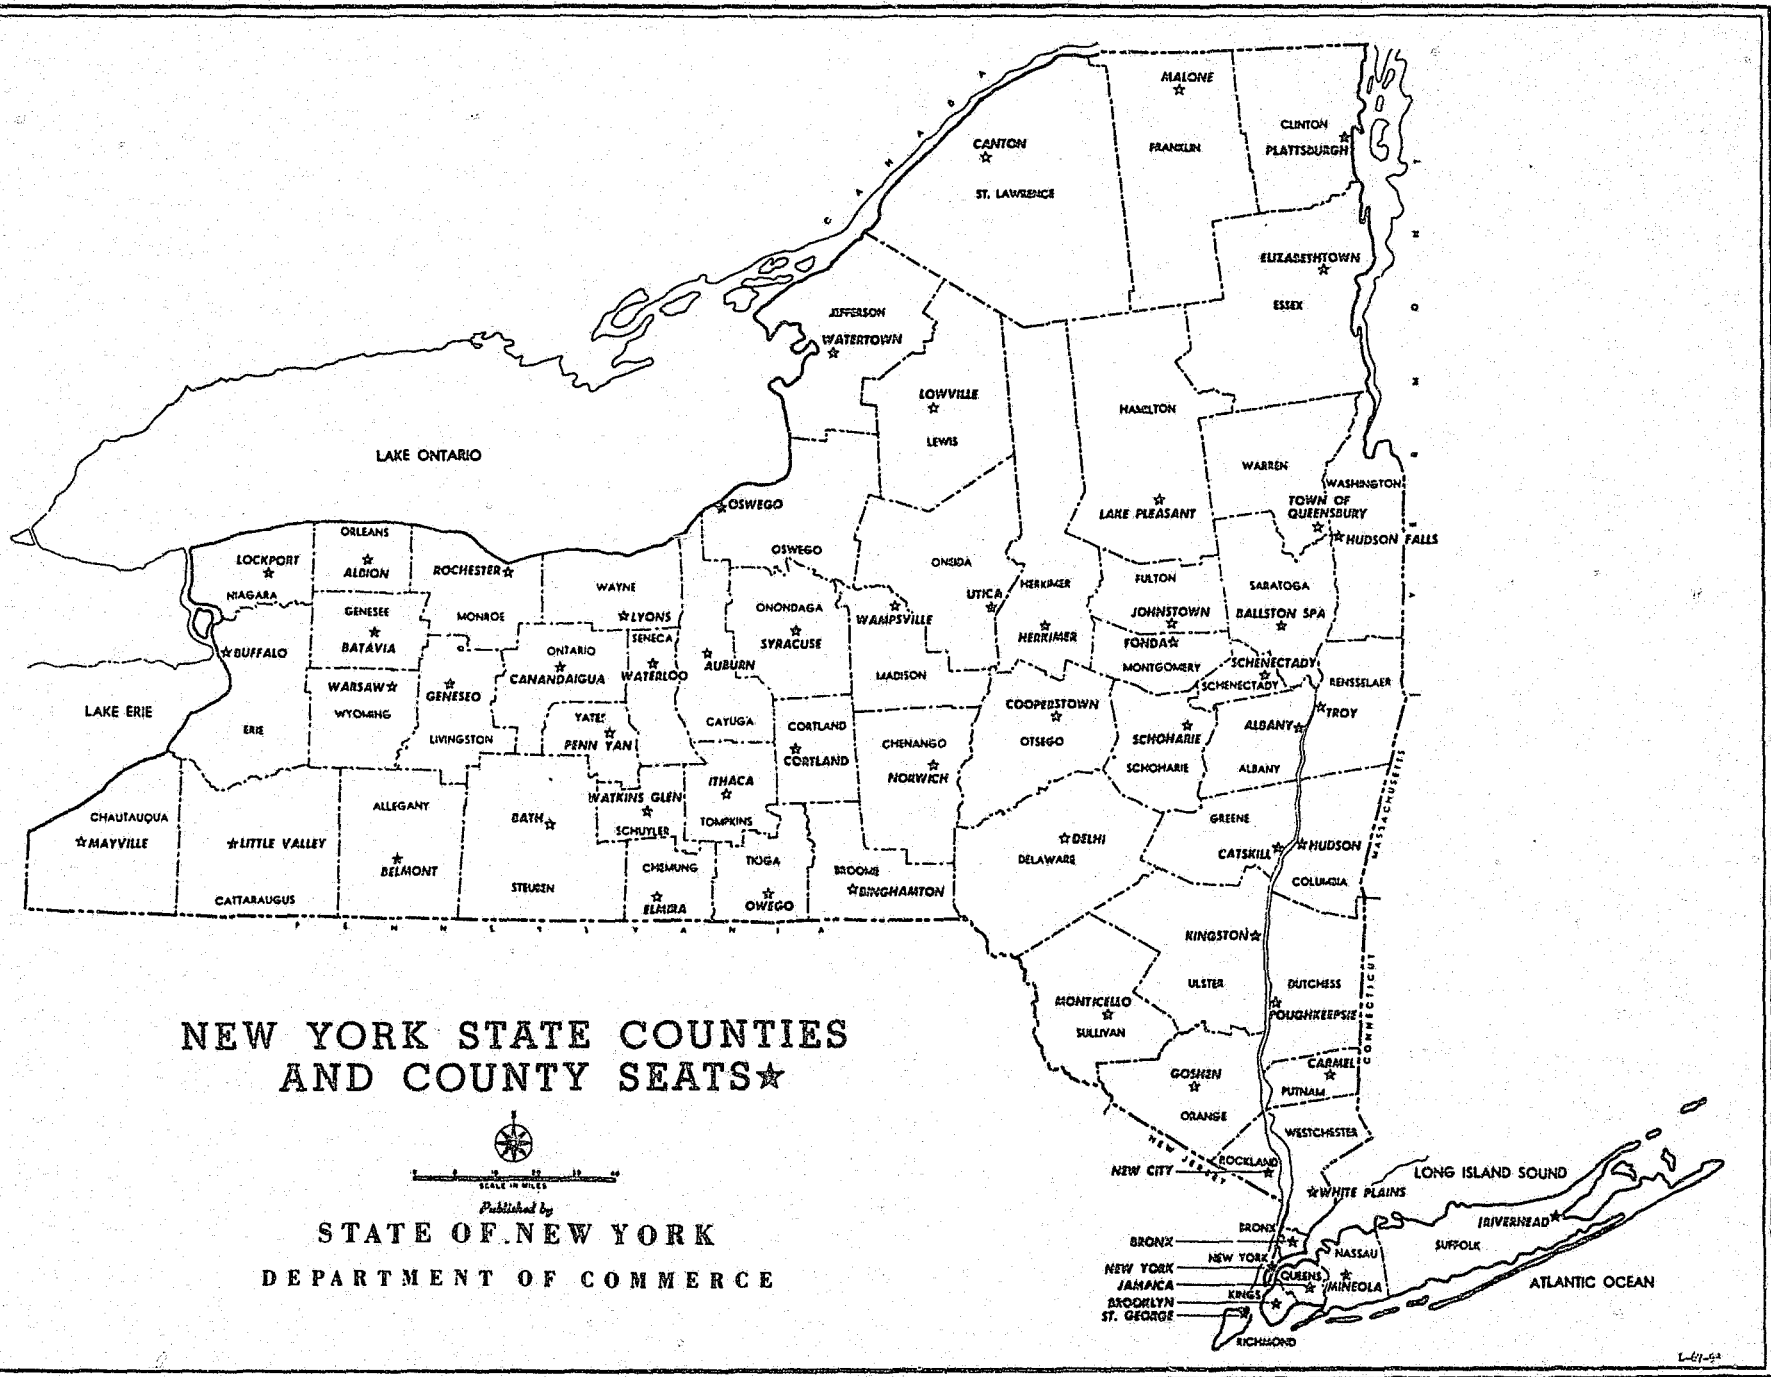 CANADA
MALONE
CLINTON
PLATTSBURGH
FRANKLIN
CANTON
ST. LAWRENCE
VERMONT
ELIZABETHTOWN
ESSEX
JEFFERSON
WATERTOWN
LOWVILLE
LEWIS
HAMILTON
LAKE ONTARIO
WARREN
WASHINGTON
OSWEGO
LAKE PLEASANT
TOWN OF
QUEENSBURY
HUDSON FALLS
ORLEANS
LOCKPORT
ALBION
ROCHESTER
OSWEGO
ONEIDA
HERKIMER
FULTON
SARATOGA
NIAGARA
GENESEE
MONROE
WAYNE
LYONS
ONONDAGA
UTICA
WAMPSVILLE
JOHNSTOWN
BALLSTON SPA
BATAVIA
SENECA
SYRACUSE
HERKIMER
FONDA
BUFFALO
ONTARIO
AUBURN
MONTGOMERY
SCHENECTADY
WARSAW
GENESEO
CANANDAIGUA
WATERLOO
MADISON
SCHENECTADY
RENSSELAER
LAKE ERIE
WYOMING
YATES
CAYUGA
CORTLAND
COOPERSTOWN
TROY
ERIE
LIVINGSTON
PENN YAN
CHENANGO
OTSEGO
SCHOHARIE
ALBANY
CORTLAND
NORWICH
SCHOHARIE
ALBANY
MASSACHUSETTS
ITHACA
WATKINS GLEN
CHAUTAUQUA
ALLEGANY
BATH
SCHUYLER
TOMPKINS
GREENE
MAYVILLE
LITTLE VALLEY
DELHI
CATSKILL
HUDSON
BELMONT
CHEMUNG
TIOGA
BROOME
DELAWARE
COLUMBIA
CATTARAUGUS
STEUBEN
ELMIRA
OWEGO
BINGHAMTON
PENNSYLVANIA
KINGSTON
ULSTER
DUTCHESS
CONNECTICUT
MONTICELLO
SULLIVAN
POUGHKEEPSIE
NEW YORK STATE COUNTIES
AND COUNTY SEATS
GOSHEN
CARMEL
PUTNAM
ORANGE
WESTCHESTER
NEW JERSEY
SCALE IN MILES
Published by
STATE OF NEW YORK
DEPARTMENT OF COMMERCE
ROCKLAND
NEW CITY
LONG ISLAND SOUND
WHITE PLAINS
RIVERHEAD
BRONX
BRONX
SUFFOLK
NASSAU
NEW YORK
NEW YORK
QUEENS
JAMAICA
MINEOLA
ATLANTIC OCEAN
KINGS
BROOKLYN
ST. GEORGE
RICHMOND